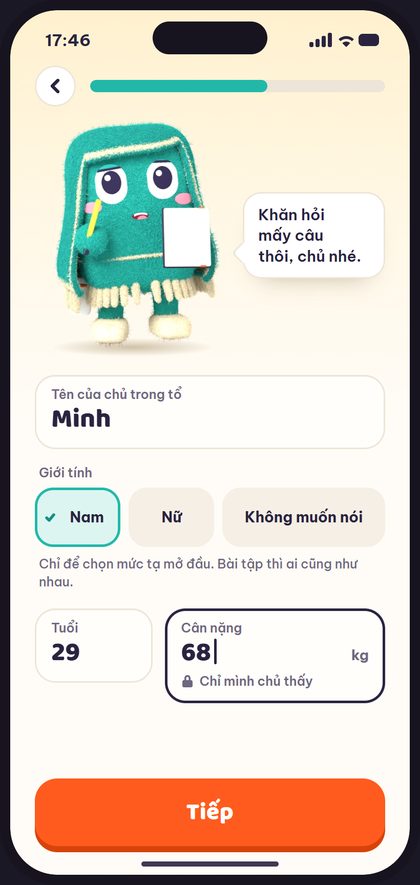 17:46
Khăn hỏi
mấy câu
thôi, chủ nhé.
Tên của chủ trong tổ
Minh
Giới tính
Nam
Nữ
Không muốn nói
Chỉ để chọn mức tạ mở đầu. Bài tập thì ai cũng như
nhau.
Tuổi
29
Cân nặng
68
kg
Chỉ mình chủ thấy
Tiếp